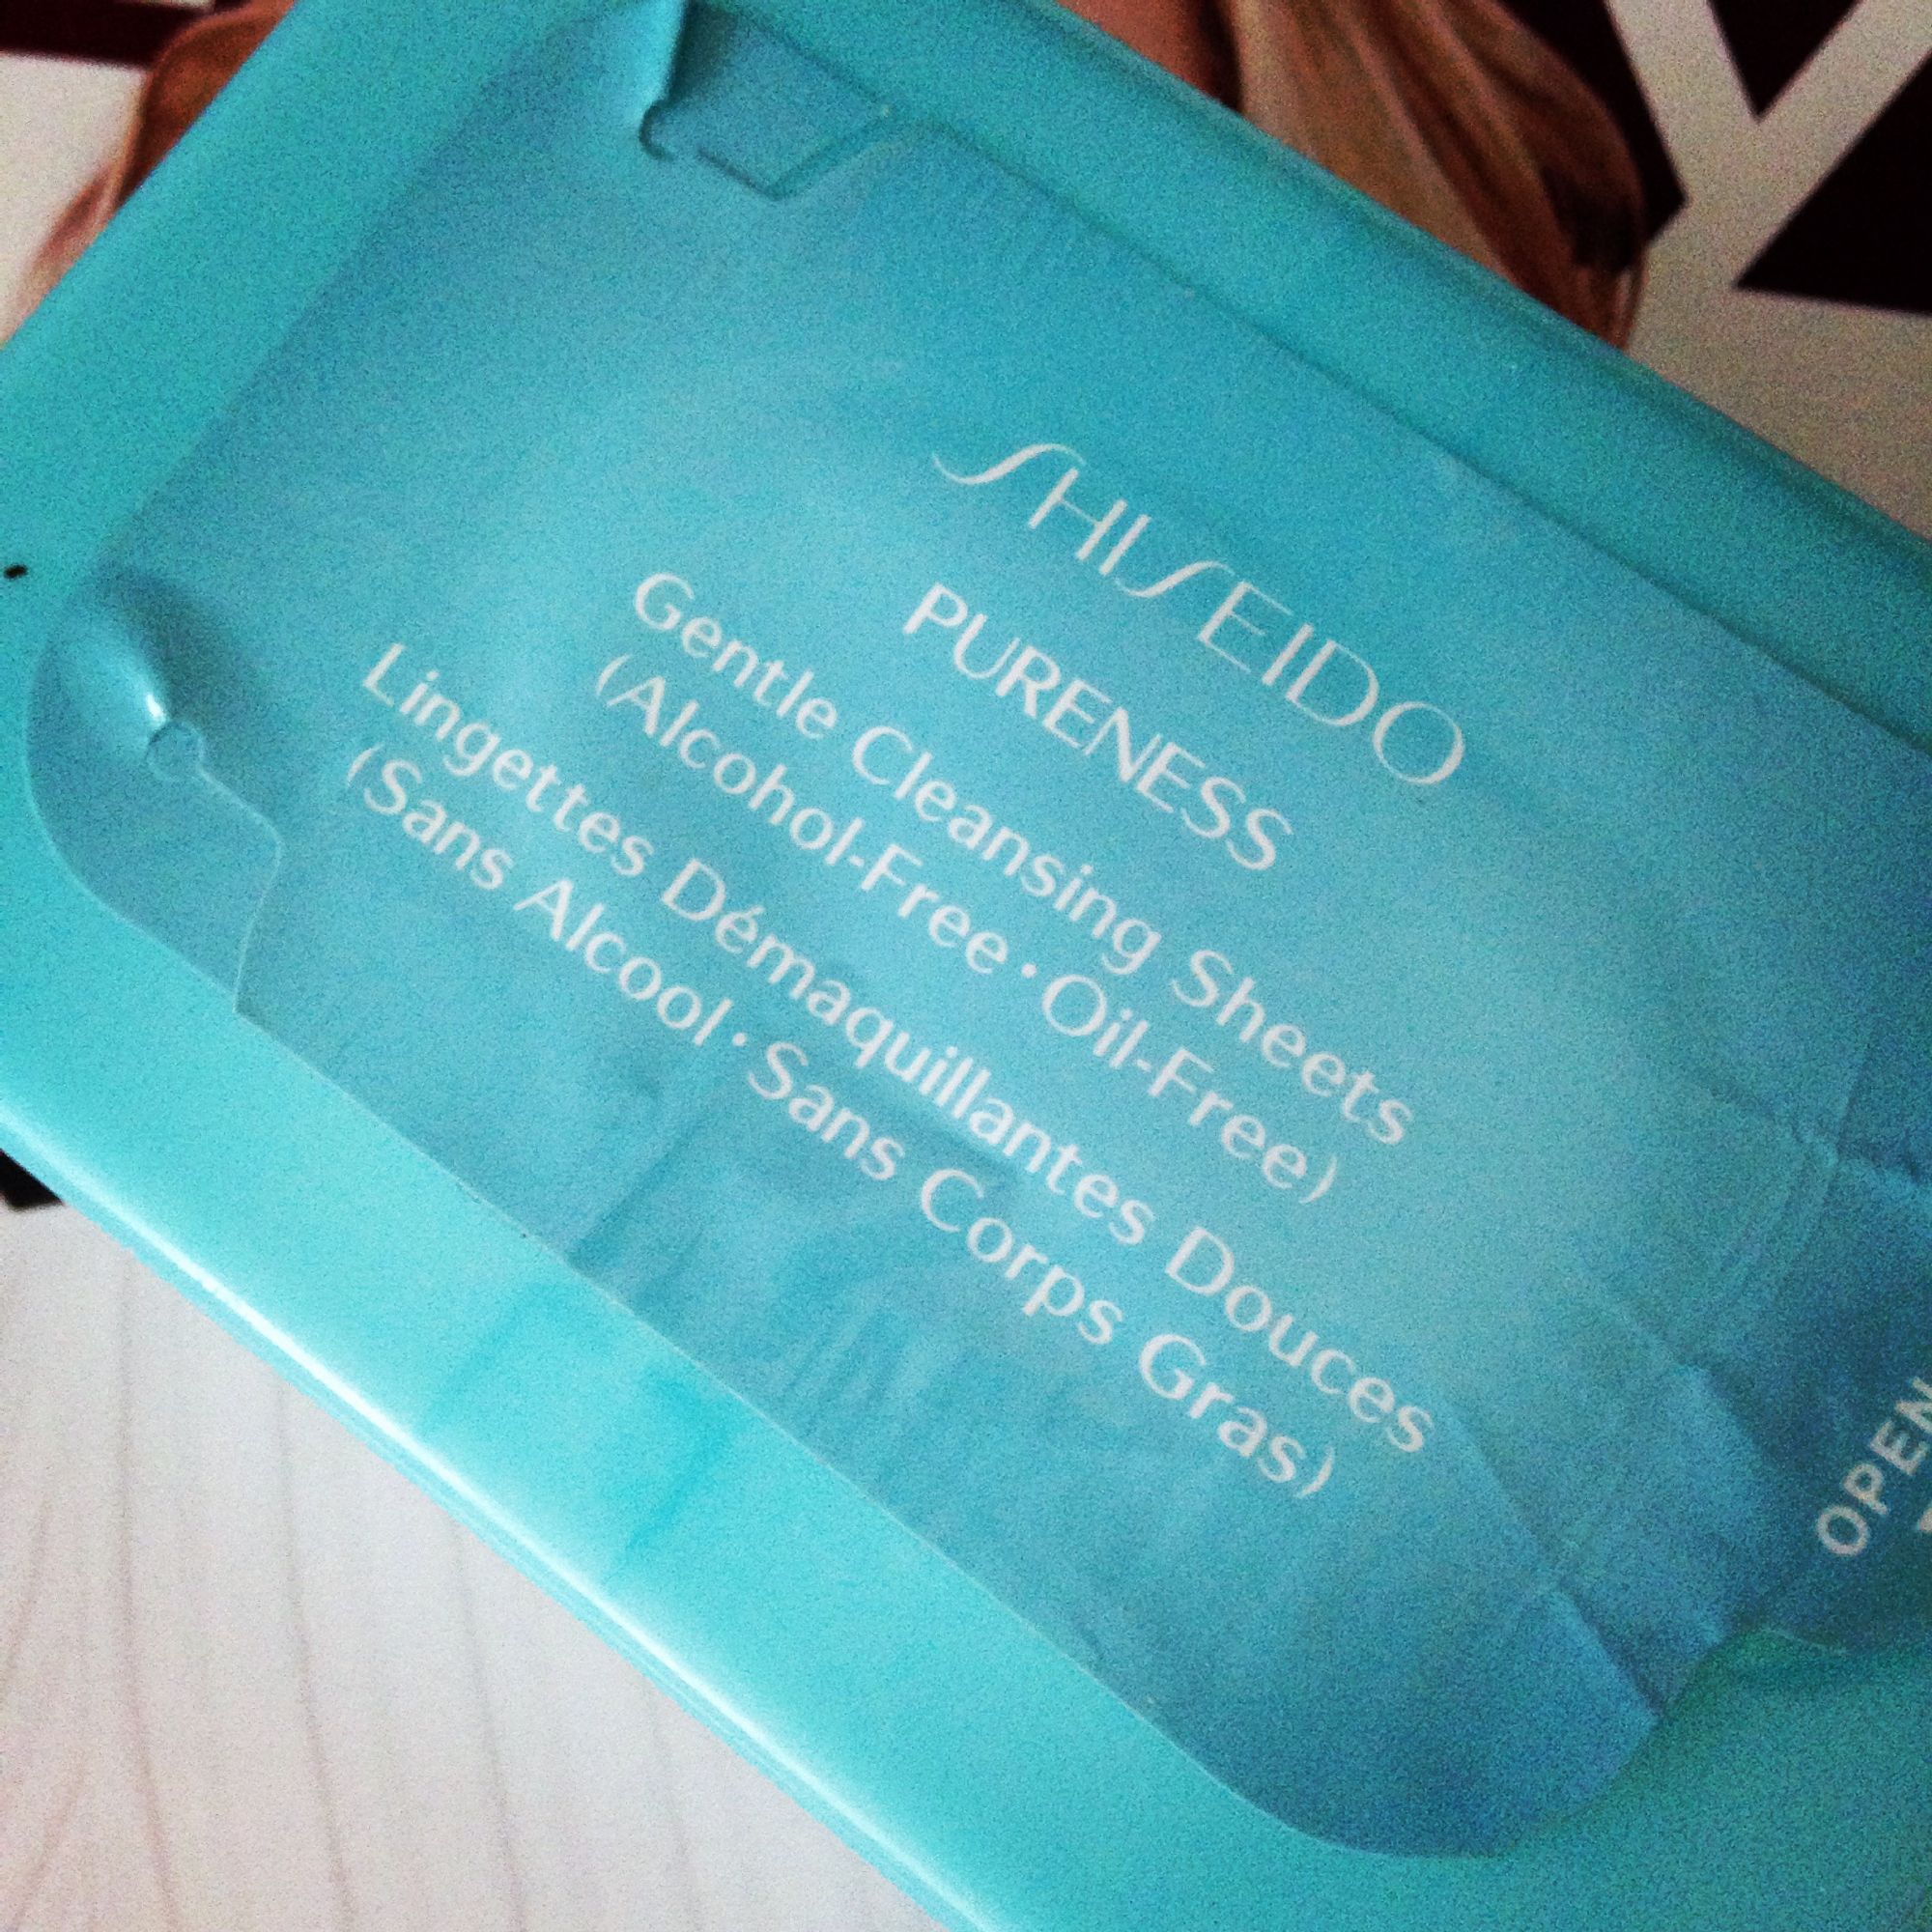 SHISEIDO
PURENESS
Gentle Cleansing Sheets
(Alcohol-Free·Oil-Free)
Lingettes Démaquillantes Douces
(Sans Alcool·Sans Corps Gras)
OPEN